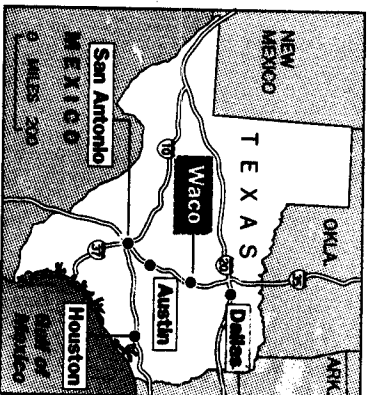 NEW
MEXICO
OKLA.
ARK.
TEXAS
20
35
Dallas
Waco
10
Austin
San Antonio
37
Houston
MEXICO
Gulf of
Mexico
0 MILES 200